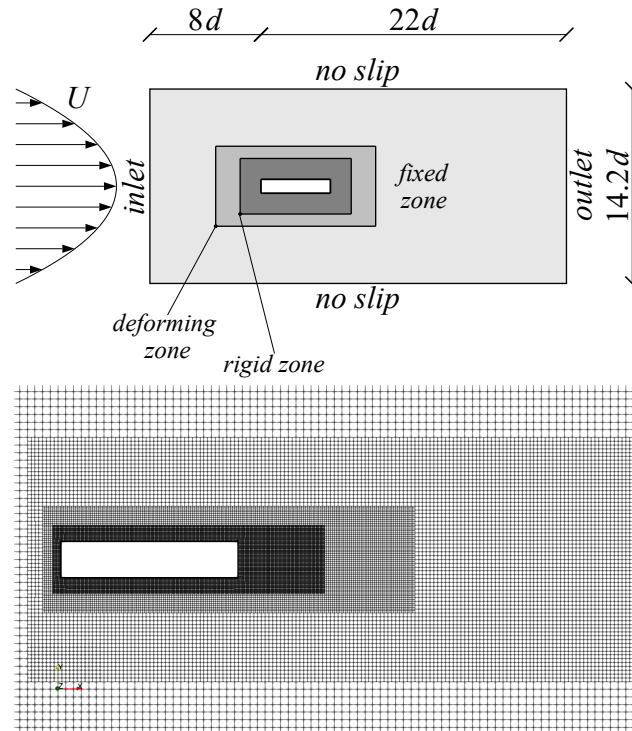 8d
22d
no slip
U
inlet
fixed
zone
outlet
14.2d
no slip
deforming
zone
rigid zone
Y
Z
X